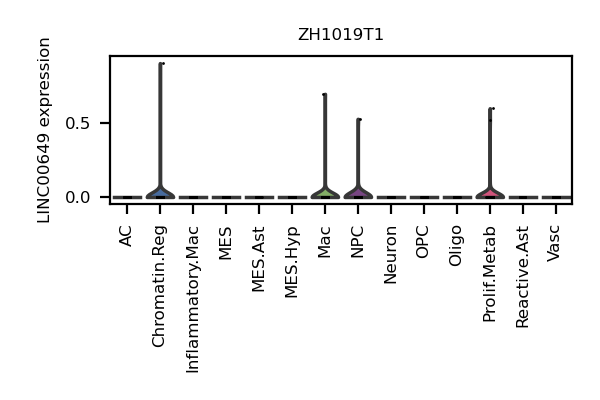 ZH1019T1
LINC00649 expression
0.5
0.0
AC
Chromatin.Reg
Inflammatory.Mac
MES
MES.Ast
MES.Hyp
Mac
NPC
Neuron
OPC
Oligo
Prolif.Metab
Reactive.Ast
Vasc